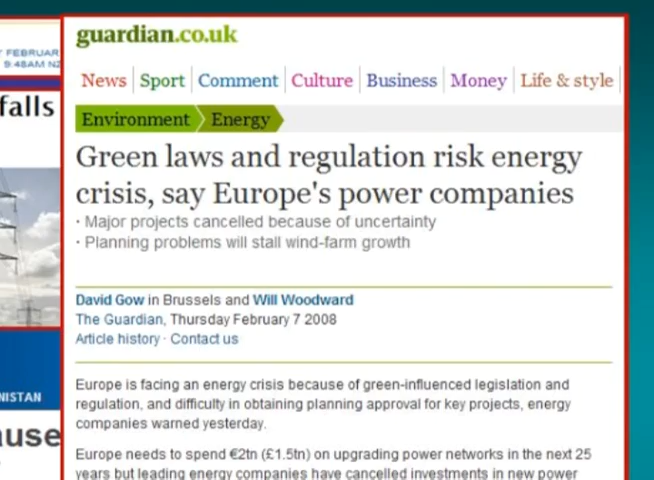 guardian.co.uk
FEBRUAR
9:48AM NZ
News Sport Comment Culture Business Money Life & style
falls
Environment Energy
Green laws and regulation risk energy
crisis, say Europe's power companies
· Major projects cancelled because of uncertainty
· Planning problems will stall wind-farm growth
David Gow in Brussels and Will Woodward
The Guardian, Thursday February 7 2008
Article history · Contact us
Europe is facing an energy crisis because of green-influenced legislation and
NISTAN
regulation, and difficulty in obtaining planning approval for key projects, energy
companies warned yesterday.
ause
Europe needs to spend €2tn (£1.5tn) on upgrading power networks in the next 25
years but leading energy companies have cancelled investments in new power